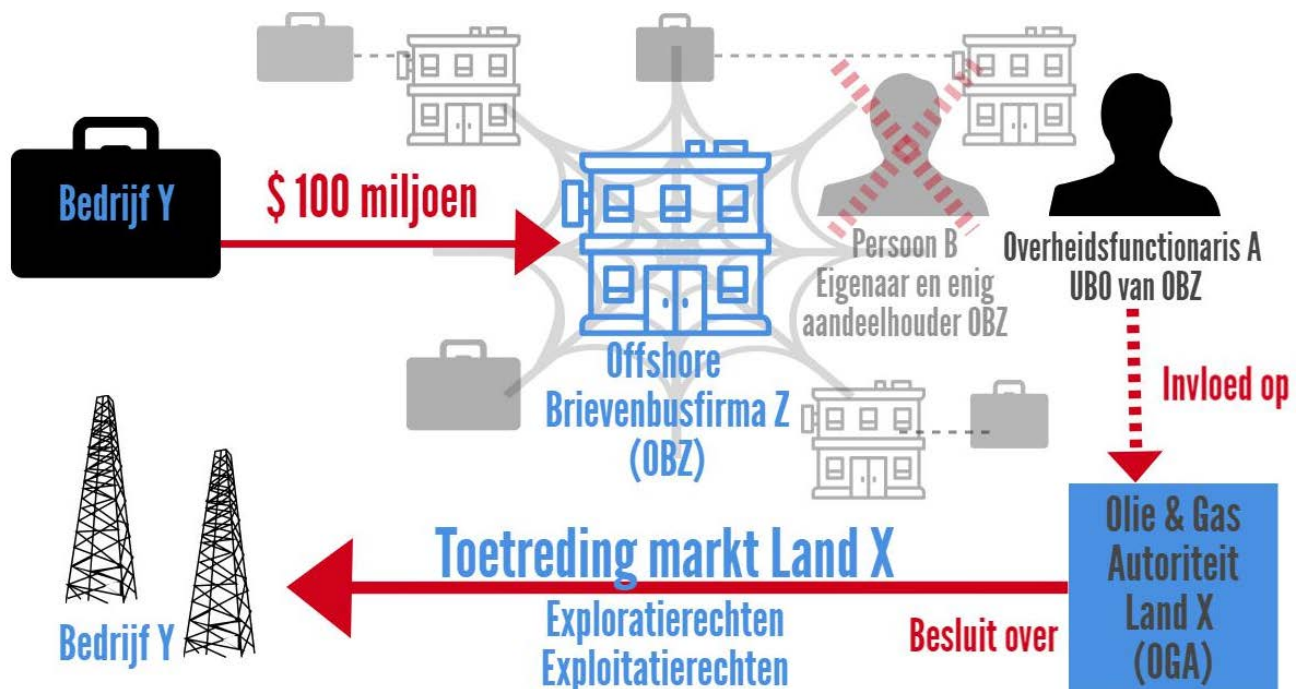 Bedrijf Y
$ 100 miljoen
Persoon B
Eigenaar en enig
aandeelhouder OBZ
Overheidsfunctionaris A
UBO van OBZ
Offshore
Brievenbusfirma Z
(OBZ)
Invloed op
Olie & Gas
Autoriteit
Land X
(OGA)
Besluit over
Toetreding markt Land X
Exploratierechten
Exploitatierechten
Bedrijf Y